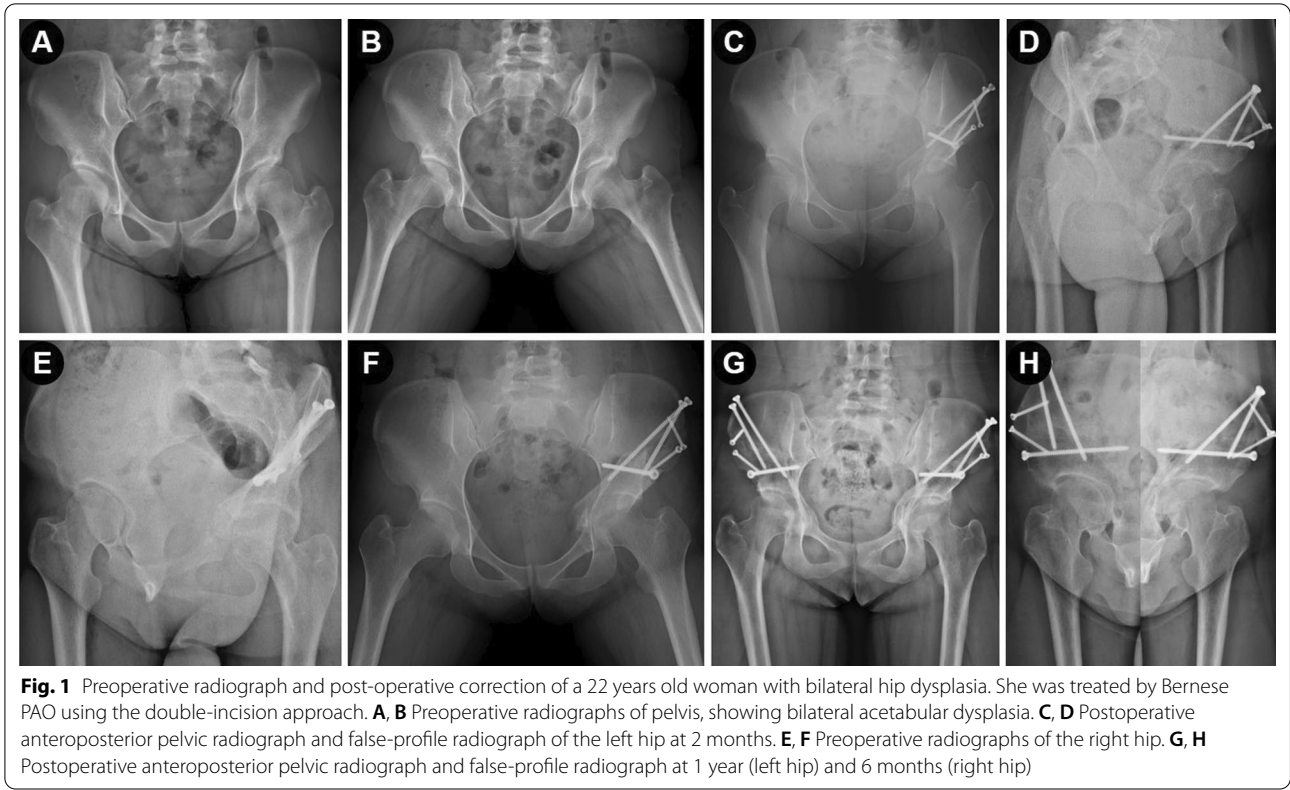 A
B
C
D
E
F
G
H
Fig. 1 Preoperative radiograph and post-operative correction of a 22 years old woman with bilateral hip dysplasia. She was treated by Bernese
PAO using the double-incision approach. A, B Preoperative radiographs of pelvis, showing bilateral acetabular dysplasia. C, D Postoperative
anteroposterior pelvic radiograph and false-profile radiograph of the left hip at 2 months. E, F Preoperative radiographs of the right hip. G, H
Postoperative anteroposterior pelvic radiograph and false-profile radiograph at 1 year (left hip) and 6 months (right hip)